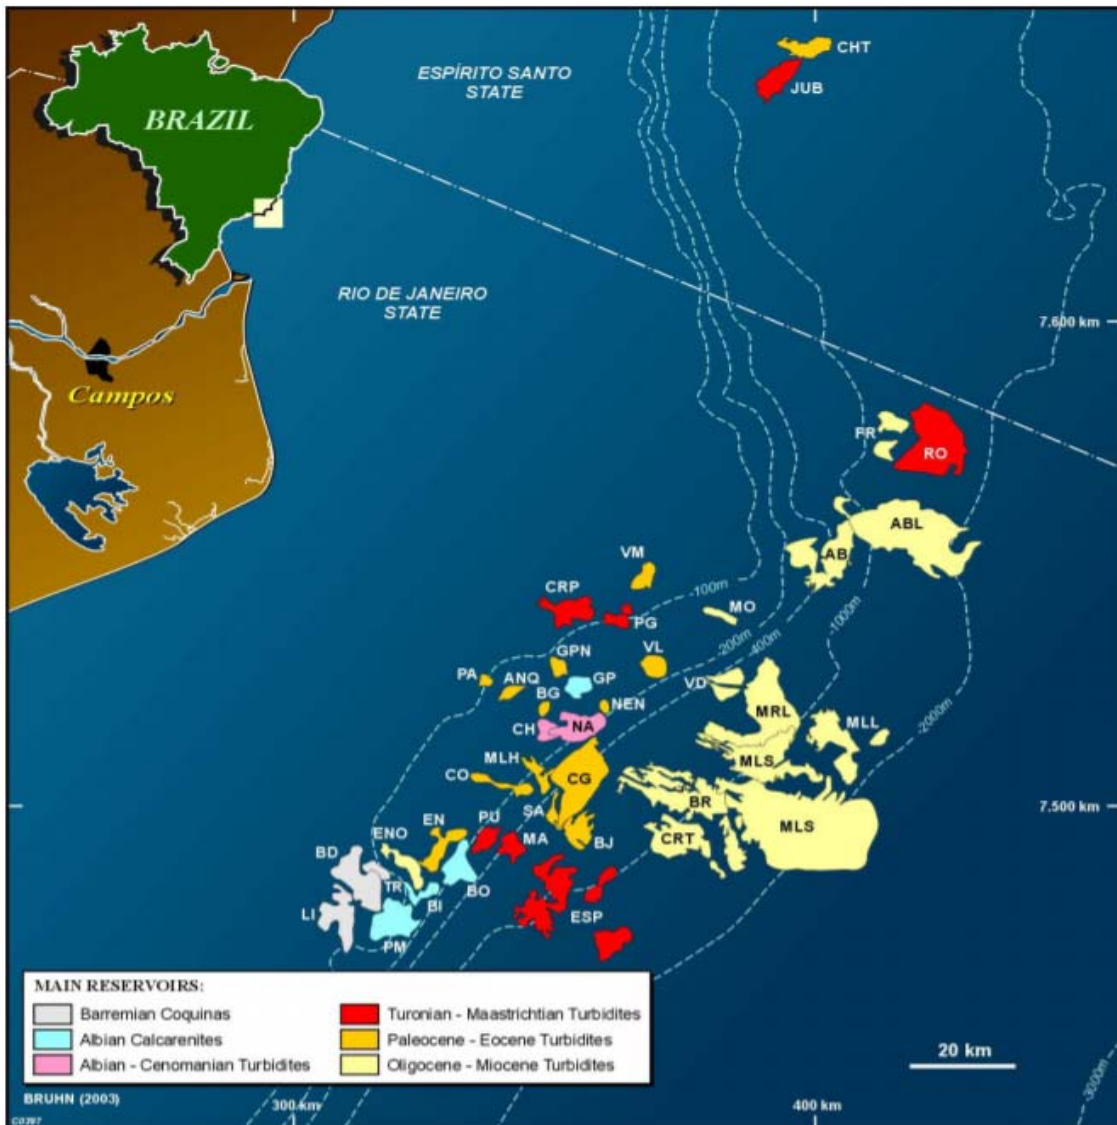 CHT
ESPÍRITO SANTO
STATE
JUB
BRAZIL
RIO DE JANEIRO
STATE
7,600 km
Campos
FR
RO
ABL
AB
VM
-100m
CRP
MO
PG
-200m
-400m
-1000m
GPN
VL
PA
ANQ
GP
VD
BG
NEN
MRL
MLL
-2000m
CH
NA
MLH
MLS
CO
CG
7,500 km
SA
BR
MLS
EN
PU
ENO
MA
BJ
CRT
BD
TR
BO
LI
BI
ESP
PM
MAIN RESERVOIRS:
Barremian Coquinas
Albian Calcarenites
Albian - Cenomanian Turbidites
Turonian - Maastrichtian Turbidites
Paleocene - Eocene Turbidites
Oligocene - Miocene Turbidites
20 km
-3000m
BRUHN (2003)
300 km
400 km